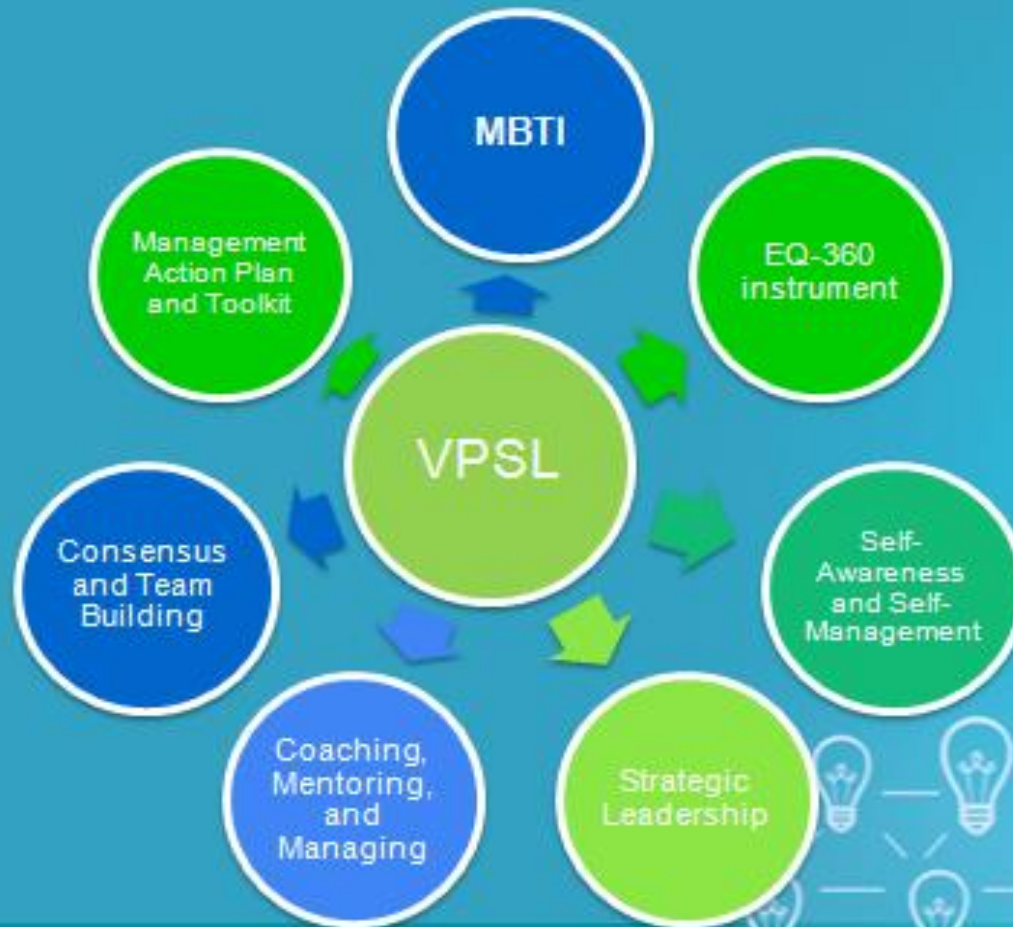 MBTI
EQ-360
instrument
Self-
Awareness
and Self-
Management
Strategic
Leadership
Coaching,
Mentoring,
and
Managing
Consensus
and Team
Building
Management
Action Plan
and Toolkit
VPSL